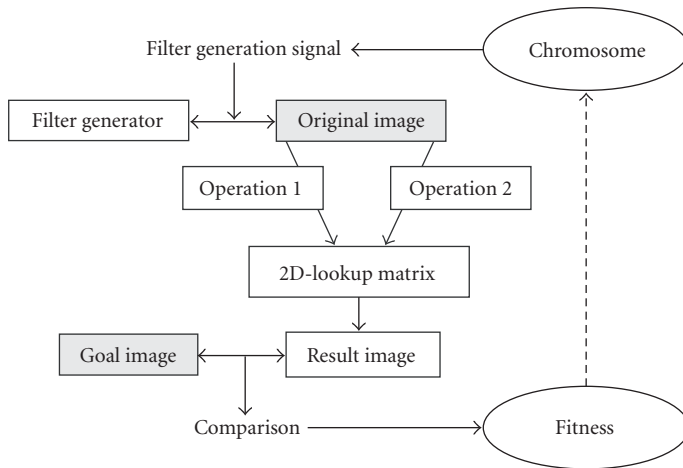 Filter generation signal
Chromosome
Filter generator
Original image
Operation 1
Operation 2
2D-lookup matrix
Goal image
Result image
Comparison
Fitness